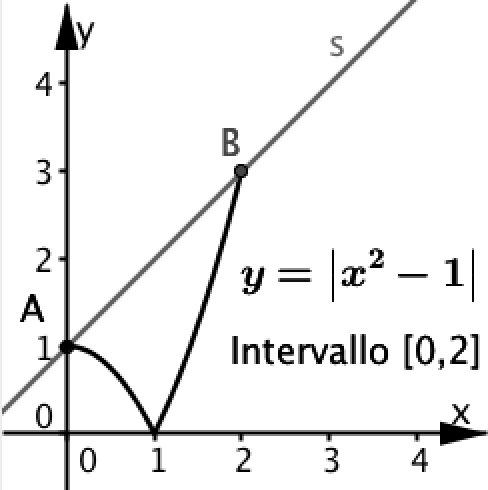 y
s
4
B
3
2
y = |x² − 1|
A
1
Intervallo [0,2]
0
x
0 1 2 3 4